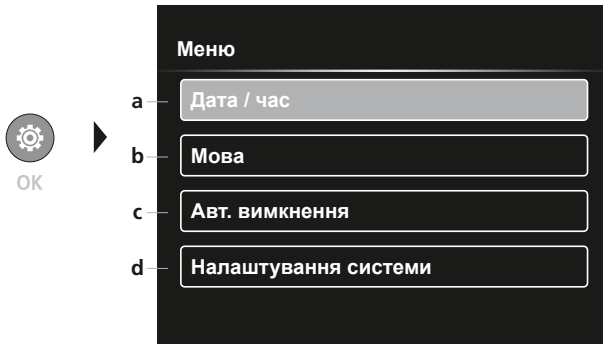 Меню
a Дата / час
b Мова
OK
c Авт. вимкнення
d Налаштування системи